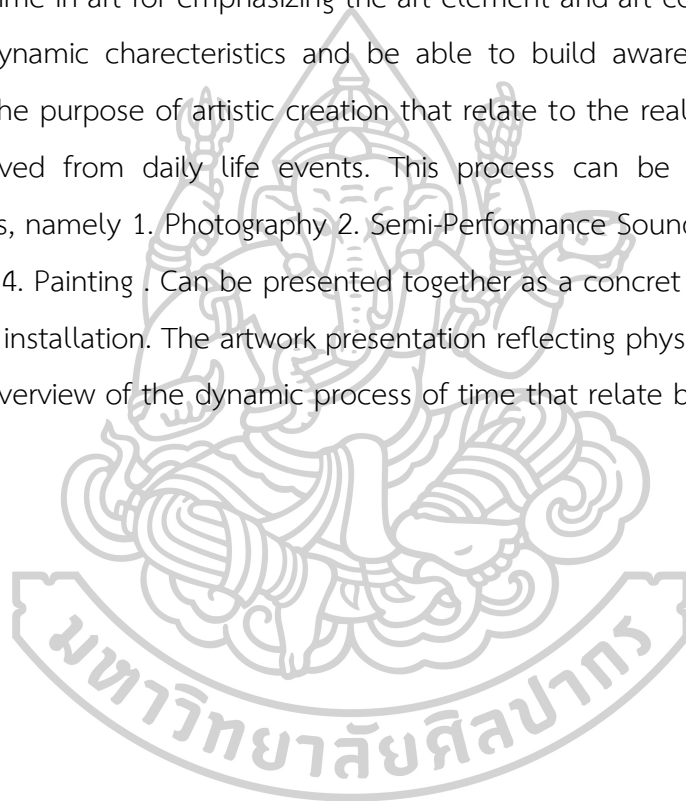 me in art for emphasizing the art element and art co
ynamic charecteristics and be able to build aware
he purpose of artistic creation that relate to the real
ved from daily life events. This process can be
s, namely 1. Photography 2. Semi-Performance Sound
4. Painting . Can be presented together as a concret
installation. The artwork presentation reflecting phys
verview of the dynamic process of time that relate b
มหาวิทยาลัยศิลปากร